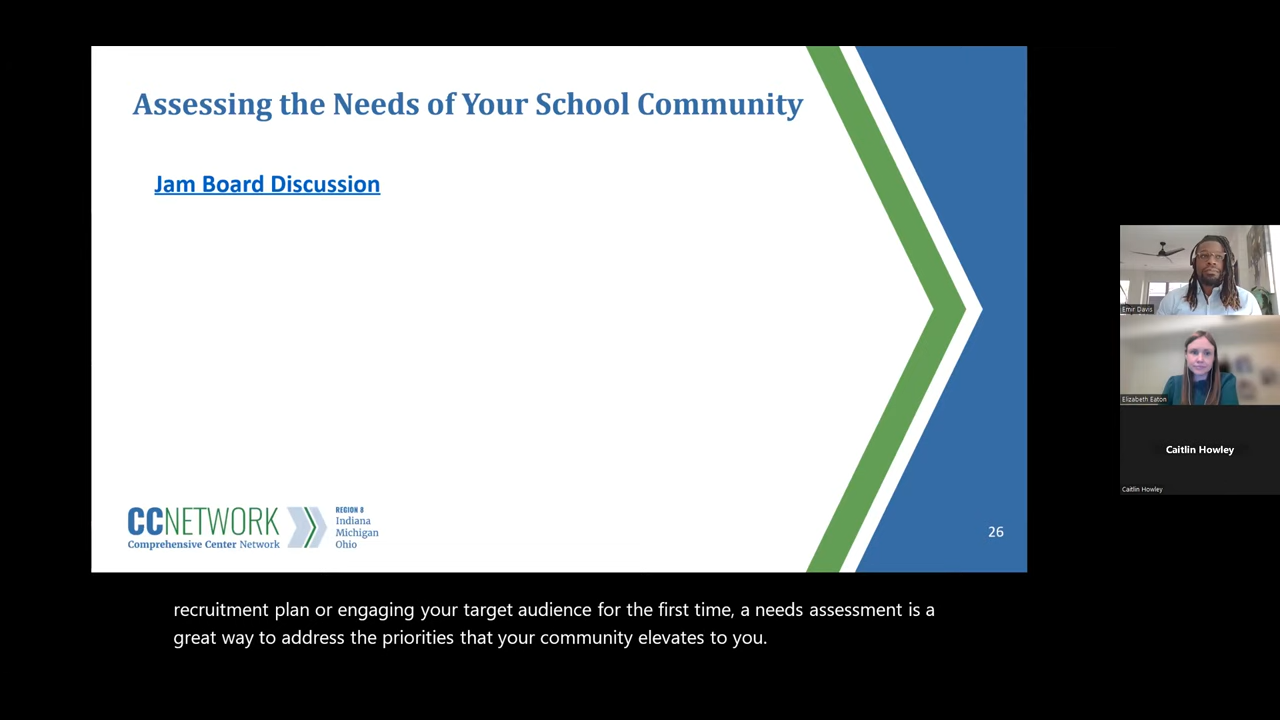 Assessing the Needs of Your School Community
Jam Board Discussion
CCNETWORK
Comprehensive Center Network
REGION 8
Indiana
Michigan
Ohio
26
Emir Davis
Elizabeth Eaton
Caitlin Howley
Caitlin Howley
recruitment plan or engaging your target audience for the first time, a needs assessment is a
great way to address the priorities that your community elevates to you.